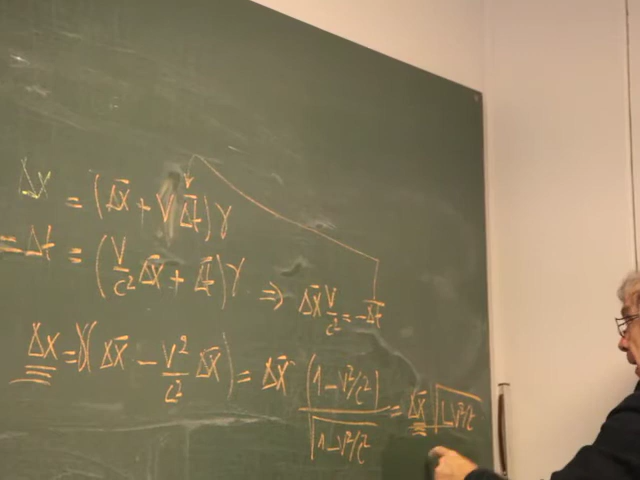 Δx = (Δx̄ + V Δt̄)γ
= Δt = (V/c² Δx̄ + Δt̄)γ ⇒ Δx̄ V/c² = -Δt̄
Δx = γ(Δx̄ - V²/c² Δx̄) = Δx̄ (1-V²/c²)/√(1-V²/c²) = Δx̄ √(1-V²/c²)